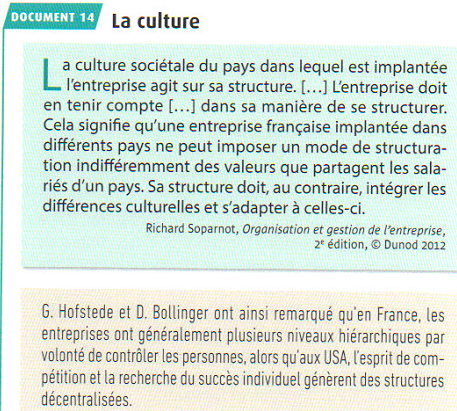 DOCUMENT 14 La culture
La culture sociétale du pays dans lequel est implantée
l'entreprise agit sur sa structure. […] L'entreprise doit
en tenir compte […] dans sa manière de se structurer.
Cela signifie qu'une entreprise française implantée dans
différents pays ne peut imposer un mode de structura-
tion indifféremment des valeurs que partagent les sala-
riés d'un pays. Sa structure doit, au contraire, intégrer les
différences culturelles et s'adapter à celles-ci.
Richard Soparnot, Organisation et gestion de l'entreprise,
2e édition, © Dunod 2012
G. Hofstede et D. Bollinger ont ainsi remarqué qu'en France, les
entreprises ont généralement plusieurs niveaux hiérarchiques par
volonté de contrôler les personnes, alors qu'aux USA, l'esprit de com-
pétition et la recherche du succès individuel génèrent des structures
décentralisées.